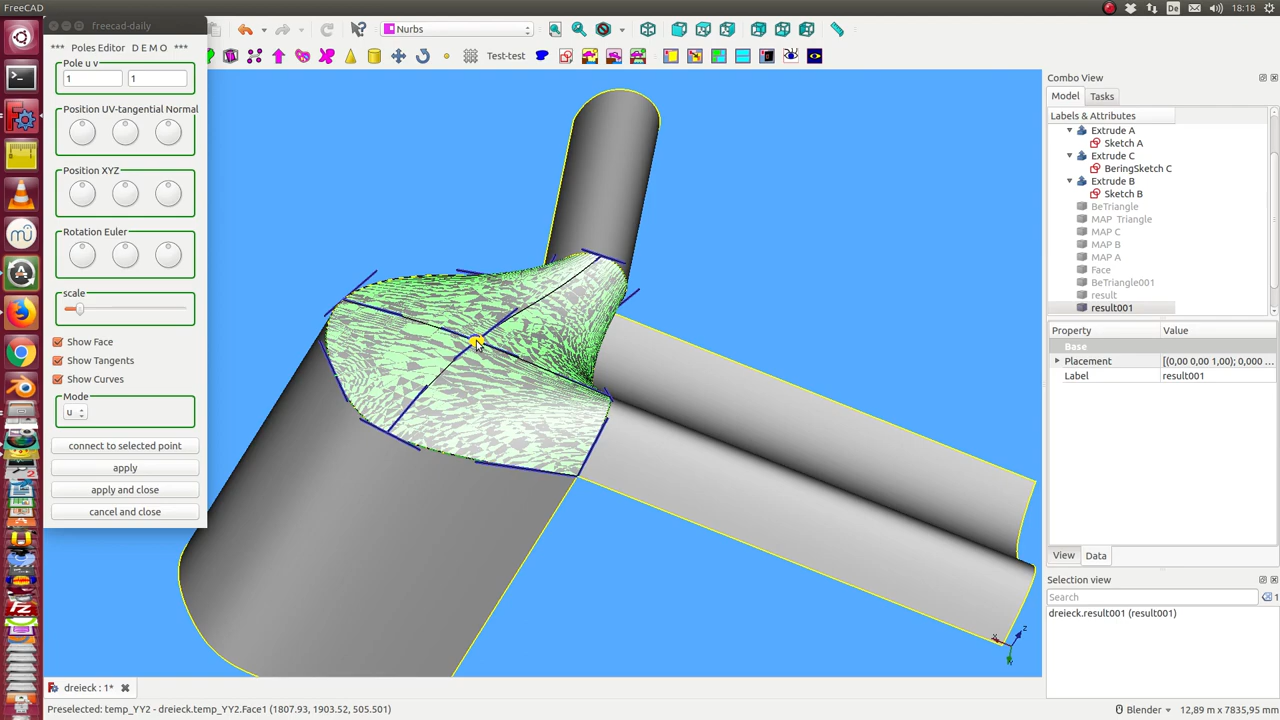 FreeCAD
De
18:18
freecad-daily
*** Poles Editor D E M O ***
Pole u v
1 1
Position UV-tangential Normal
Position XYZ
Rotation Euler
scale
Show Face
Show Tangents
Show Curves
Mode
u
connect to selected point
apply
apply and close
cancel and close
Nurbs
Test-test
Combo View
Model Tasks
Labels & Attributes
Extrude A
Sketch A
Extrude C
BeringSketch C
Extrude B
Sketch B
BeTriangle
MAP Triangle
MAP C
MAP B
MAP A
Face
BeTriangle001
result
result001
Property Value
Base
Placement [(0,00 0,00 1,00); 0,000 ...
Label result001
View Data
Selection view
Search
1
dreieck.result001 (result001)
z
x
dreieck : 1*
Preselected: temp_YY2 - dreieck.temp_YY2.Face1 (1807.93, 1903.52, 505.501)
Blender
12,89 m x 7835,95 mm